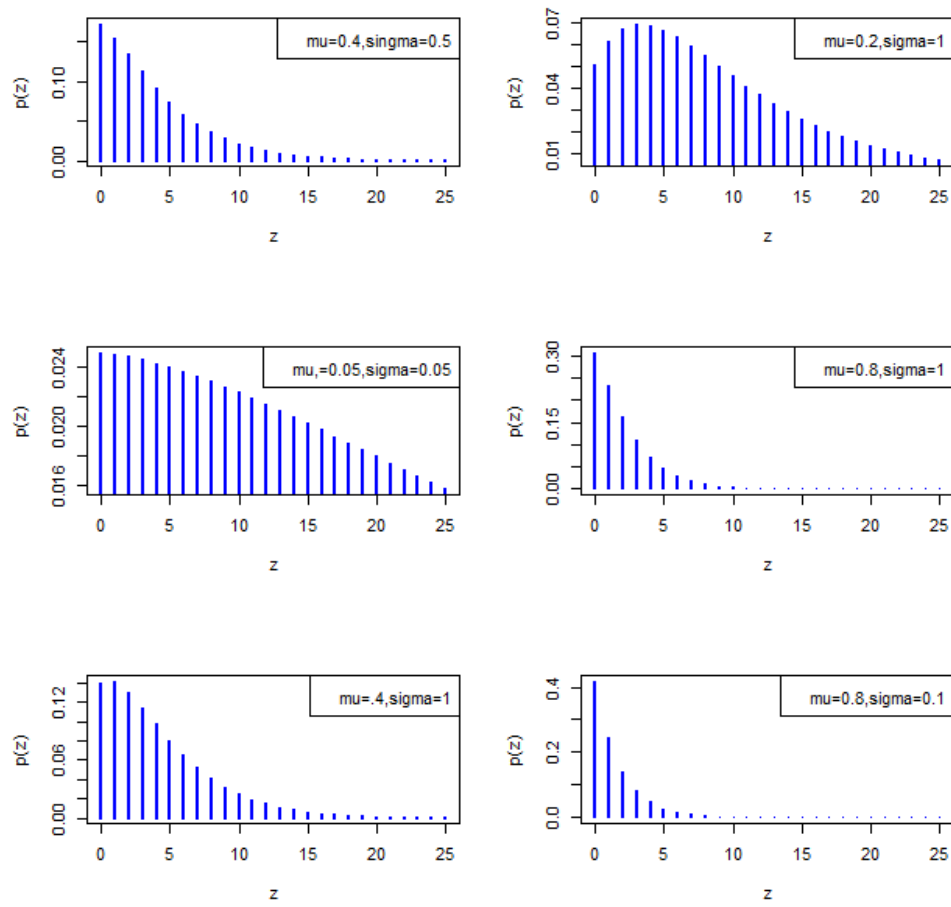 mu=0.4,singma=0.5
p(z)
0.10
0.00
0 5 10 15 20 25
z
mu=0.2,sigma=1
p(z)
0.07
0.04
0.01
0 5 10 15 20 25
z
mu,=0.05,sigma=0.05
p(z)
0.024
0.020
0.016
0 5 10 15 20 25
z
mu=0.8,sigma=1
p(z)
0.30
0.15
0.00
0 5 10 15 20 25
z
mu=.4,sigma=1
p(z)
0.12
0.06
0.00
0 5 10 15 20 25
z
mu=0.8,sigma=0.1
p(z)
0.4
0.2
0.0
0 5 10 15 20 25
z